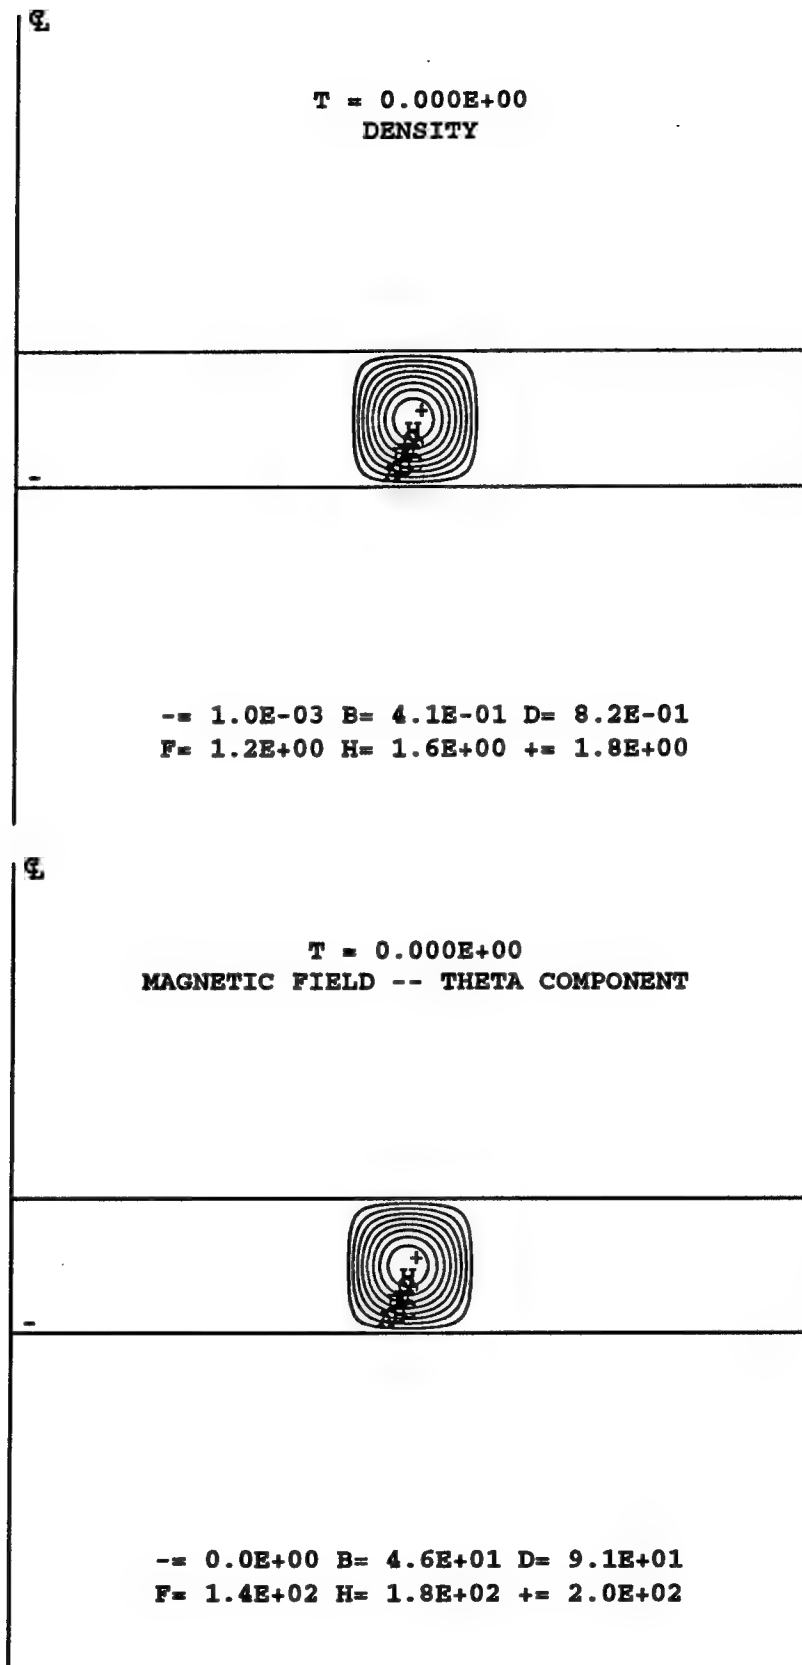 ℄
T = 0.000E+00
DENSITY
+
H
-
-= 1.0E-03 B= 4.1E-01 D= 8.2E-01
F= 1.2E+00 H= 1.6E+00 += 1.8E+00
℄
T = 0.000E+00
MAGNETIC FIELD -- THETA COMPONENT
+
H
-
-= 0.0E+00 B= 4.6E+01 D= 9.1E+01
F= 1.4E+02 H= 1.8E+02 += 2.0E+02